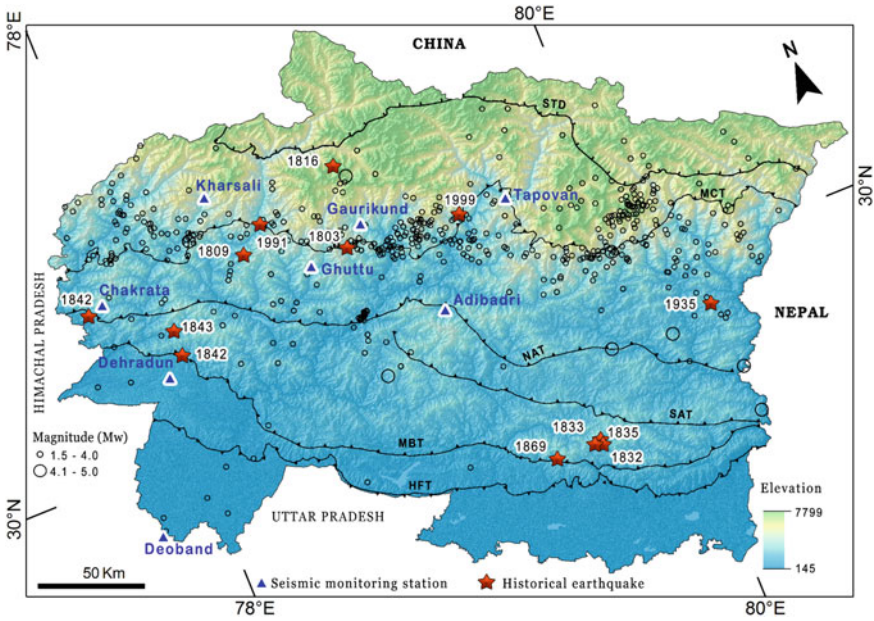 80°E
78°E
CHINA
N
STD
1816
MCT
30°N
Kharsali
Tapovan
1999
Gaurikund
1991
1803
1809
Ghuttu
Chakrata
1842
Adibadri
1935
NEPAL
1843
1842
NAT
Dehradun
HIMACHAL PRADESH
SAT
1833
1835
Magnitude (Mw)
1.5 - 4.0
4.1 - 5.0
MBT
1869
1832
HFT
Elevation
7799
145
UTTAR PRADESH
30°N
Deoband
50 Km
Seismic monitoring station
Historical earthquake
78°E
80°E